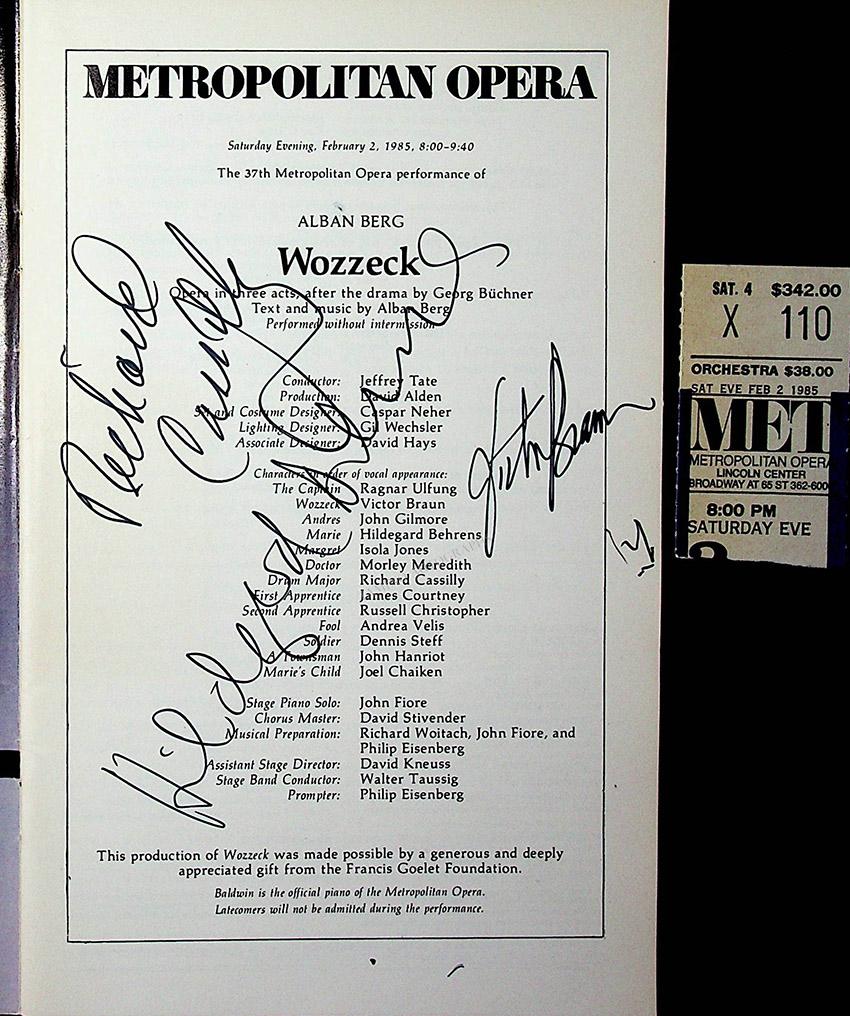 METROPOLITAN OPERA
Saturday Evening, February 2, 1985, 8:00–9:40
The 37th Metropolitan Opera performance of
ALBAN BERG
Wozzeck
Opera in three acts, after the drama by Georg Büchner
Text and music by Alban Berg
Performed without intermission
Conductor: Jeffrey Tate
Production: David Alden
Set and Costume Designer: Caspar Neher
Lighting Designer: Gil Wechsler
Associate Designer: David Hays
Characters in order of vocal appearance:
The Captain Ragnar Ulfung
Wozzeck Victor Braun
Andres John Gilmore
Marie Hildegard Behrens
Margret Isola Jones
Doctor Morley Meredith
Drum Major Richard Cassilly
First Apprentice James Courtney
Second Apprentice Russell Christopher
Fool Andrea Velis
Soldier Dennis Steff
A Townsman John Hanriot
Marie's Child Joel Chaiken
Stage Piano Solo: John Fiore
Chorus Master: David Stivender
Musical Preparation: Richard Woitach, John Fiore, and
Philip Eisenberg
Assistant Stage Director: David Kneuss
Stage Band Conductor: Walter Taussig
Prompter: Philip Eisenberg
This production of Wozzeck was made possible by a generous and deeply
appreciated gift from the Francis Goelet Foundation.
Baldwin is the official piano of the Metropolitan Opera.
Latecomers will not be admitted during the performance.
Richard
Cassilly
Hildegard Behrens
Victor Braun
SAT. 4 $342.00
X 110
ORCHESTRA $38.00
SAT EVE FEB 2 1985
MET
METROPOLITAN OPERA
LINCOLN CENTER
BROADWAY AT 65 ST 362-600
8:00 PM
SATURDAY EVE